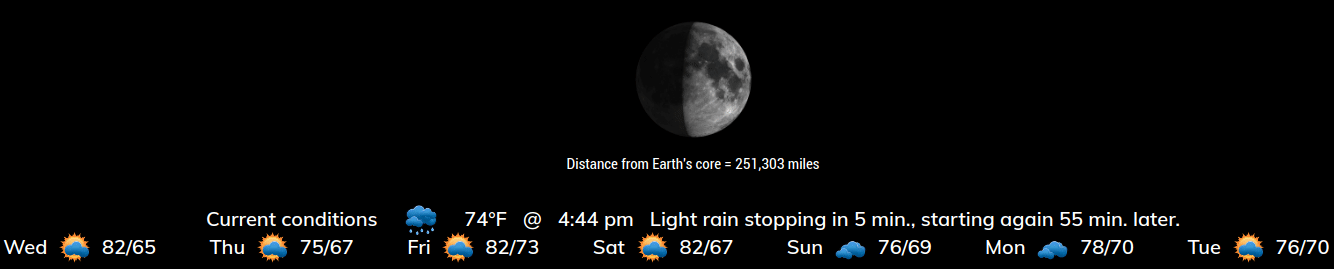 Distance from Earth's core = 251,303 miles
Current conditions 74°F @ 4:44 pm Light rain stopping in 5 min., starting again 55 min. later.
Wed 82/65 Thu 75/67 Fri 82/73 Sat 82/67 Sun 76/69 Mon 78/70 Tue 76/70